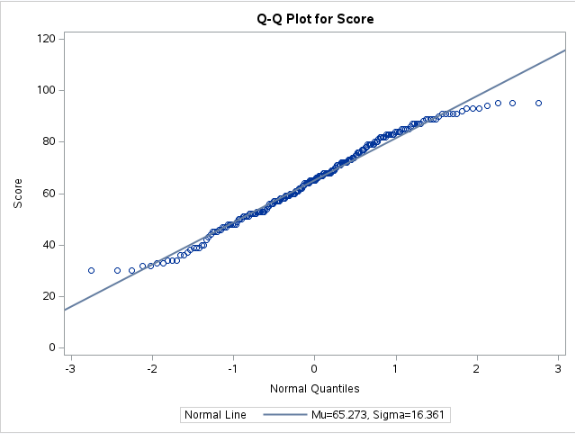 Q-Q Plot for Score
120
100
80
60
40
20
0
Score
-3 -2 -1 0 1 2 3
Normal Quantiles
Normal Line Mu=65.273, Sigma=16.361